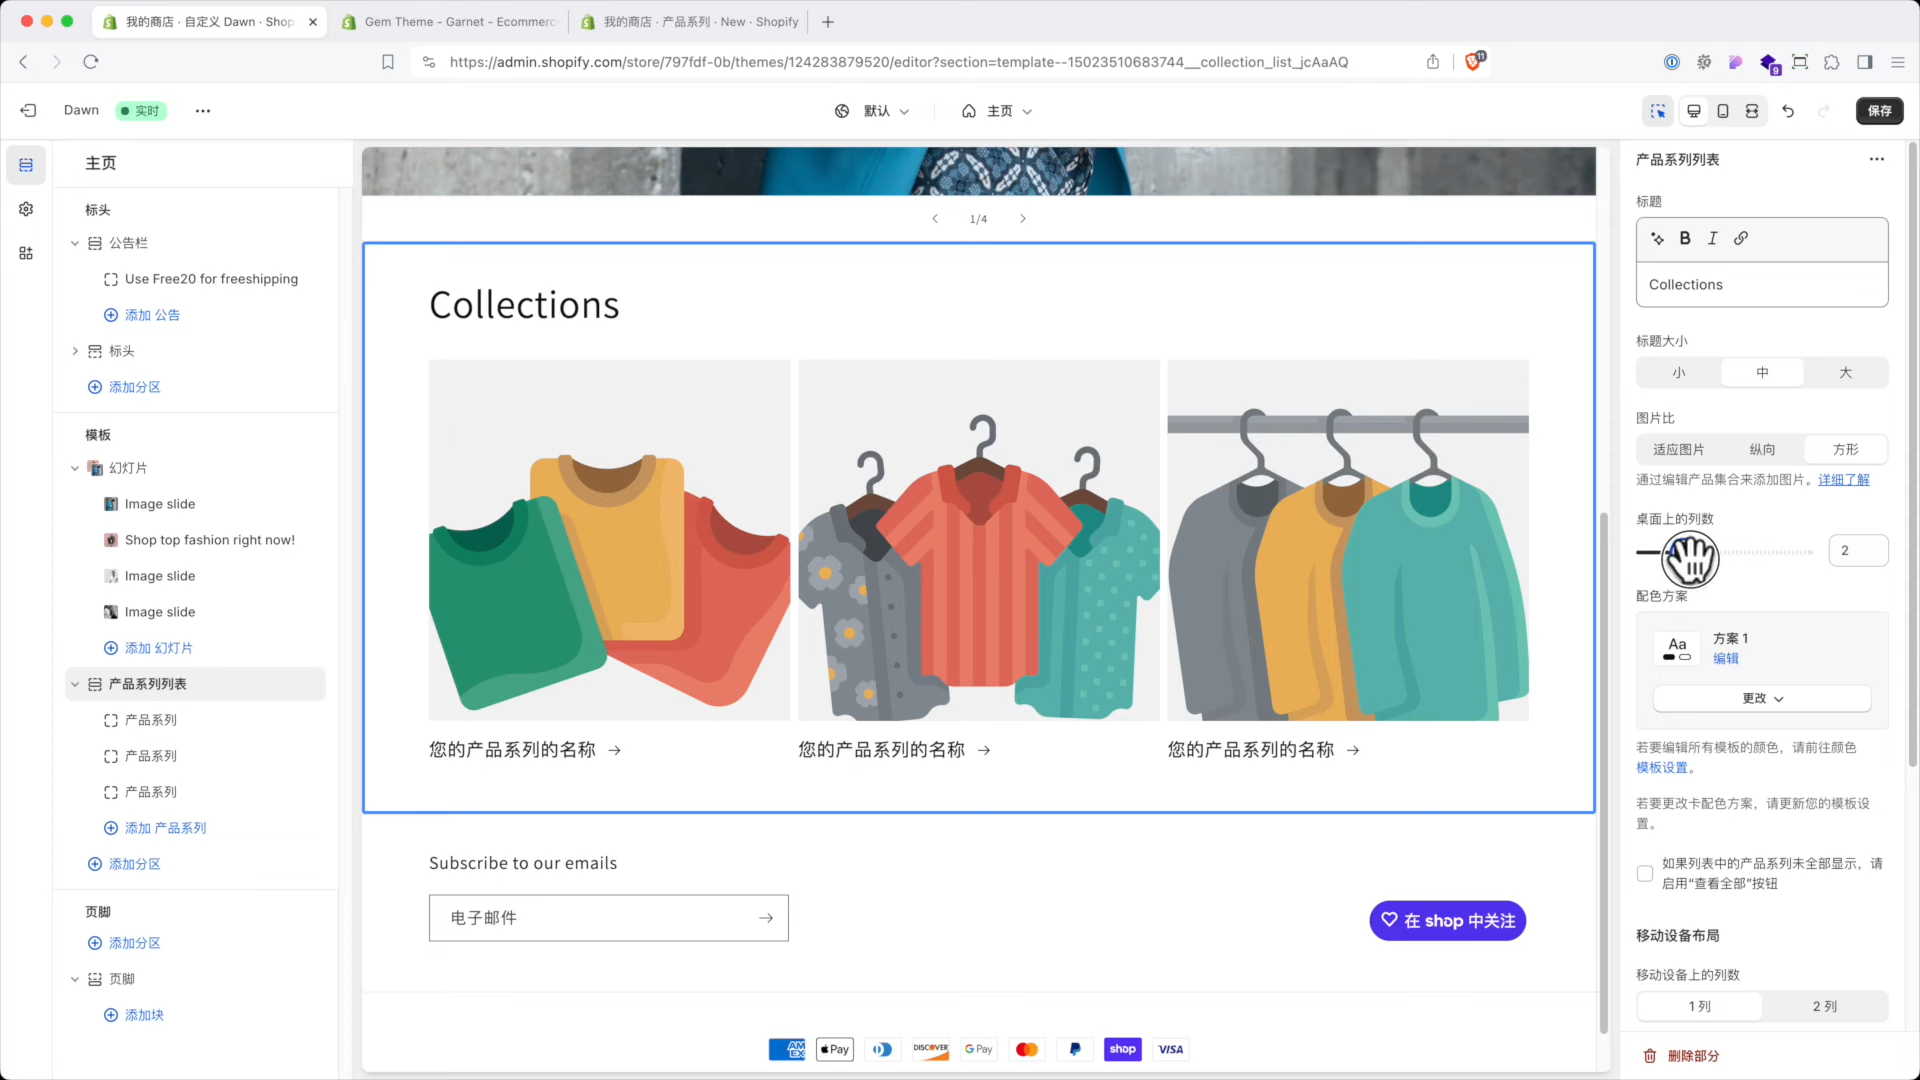 我的商店 · 自定义 Dawn · Shop
Gem Theme - Garnet - Ecommerc
我的商店 · 产品系列 · New · Shopify
https://admin.shopify.com/store/797fdf-0b/themes/124283879520/editor?section=template--15023510683744__collection_list_jcAaAQ
11
9
Dawn
实时
默认
主页
保存
主页
标头
公告栏
Use Free20 for freeshipping
添加 公告
标头
添加分区
模板
幻灯片
Image slide
Shop top fashion right now!
Image slide
Image slide
添加 幻灯片
产品系列列表
产品系列
产品系列
产品系列
添加 产品系列
添加分区
页脚
添加分区
页脚
添加块
1/4
Collections
您的产品系列的名称 →
您的产品系列的名称 →
您的产品系列的名称 →
Subscribe to our emails
电子邮件
在 shop 中关注
AMEX
Pay
DISCOVER
G Pay
shop
VISA
产品系列列表
标题
B I
Collections
标题大小
小 中 大
图片比
适应图片 纵向 方形
通过编辑产品集合来添加图片。详细了解
桌面上的列数
2
配色方案
Aa
方案 1
编辑
更改
若要编辑所有模板的颜色，请前往颜色
模板设置。
若要更改卡配色方案，请更新您的模板设
置。
如果列表中的产品系列未全部显示，请
启用“查看全部”按钮
移动设备布局
移动设备上的列数
1 列 2 列
删除部分